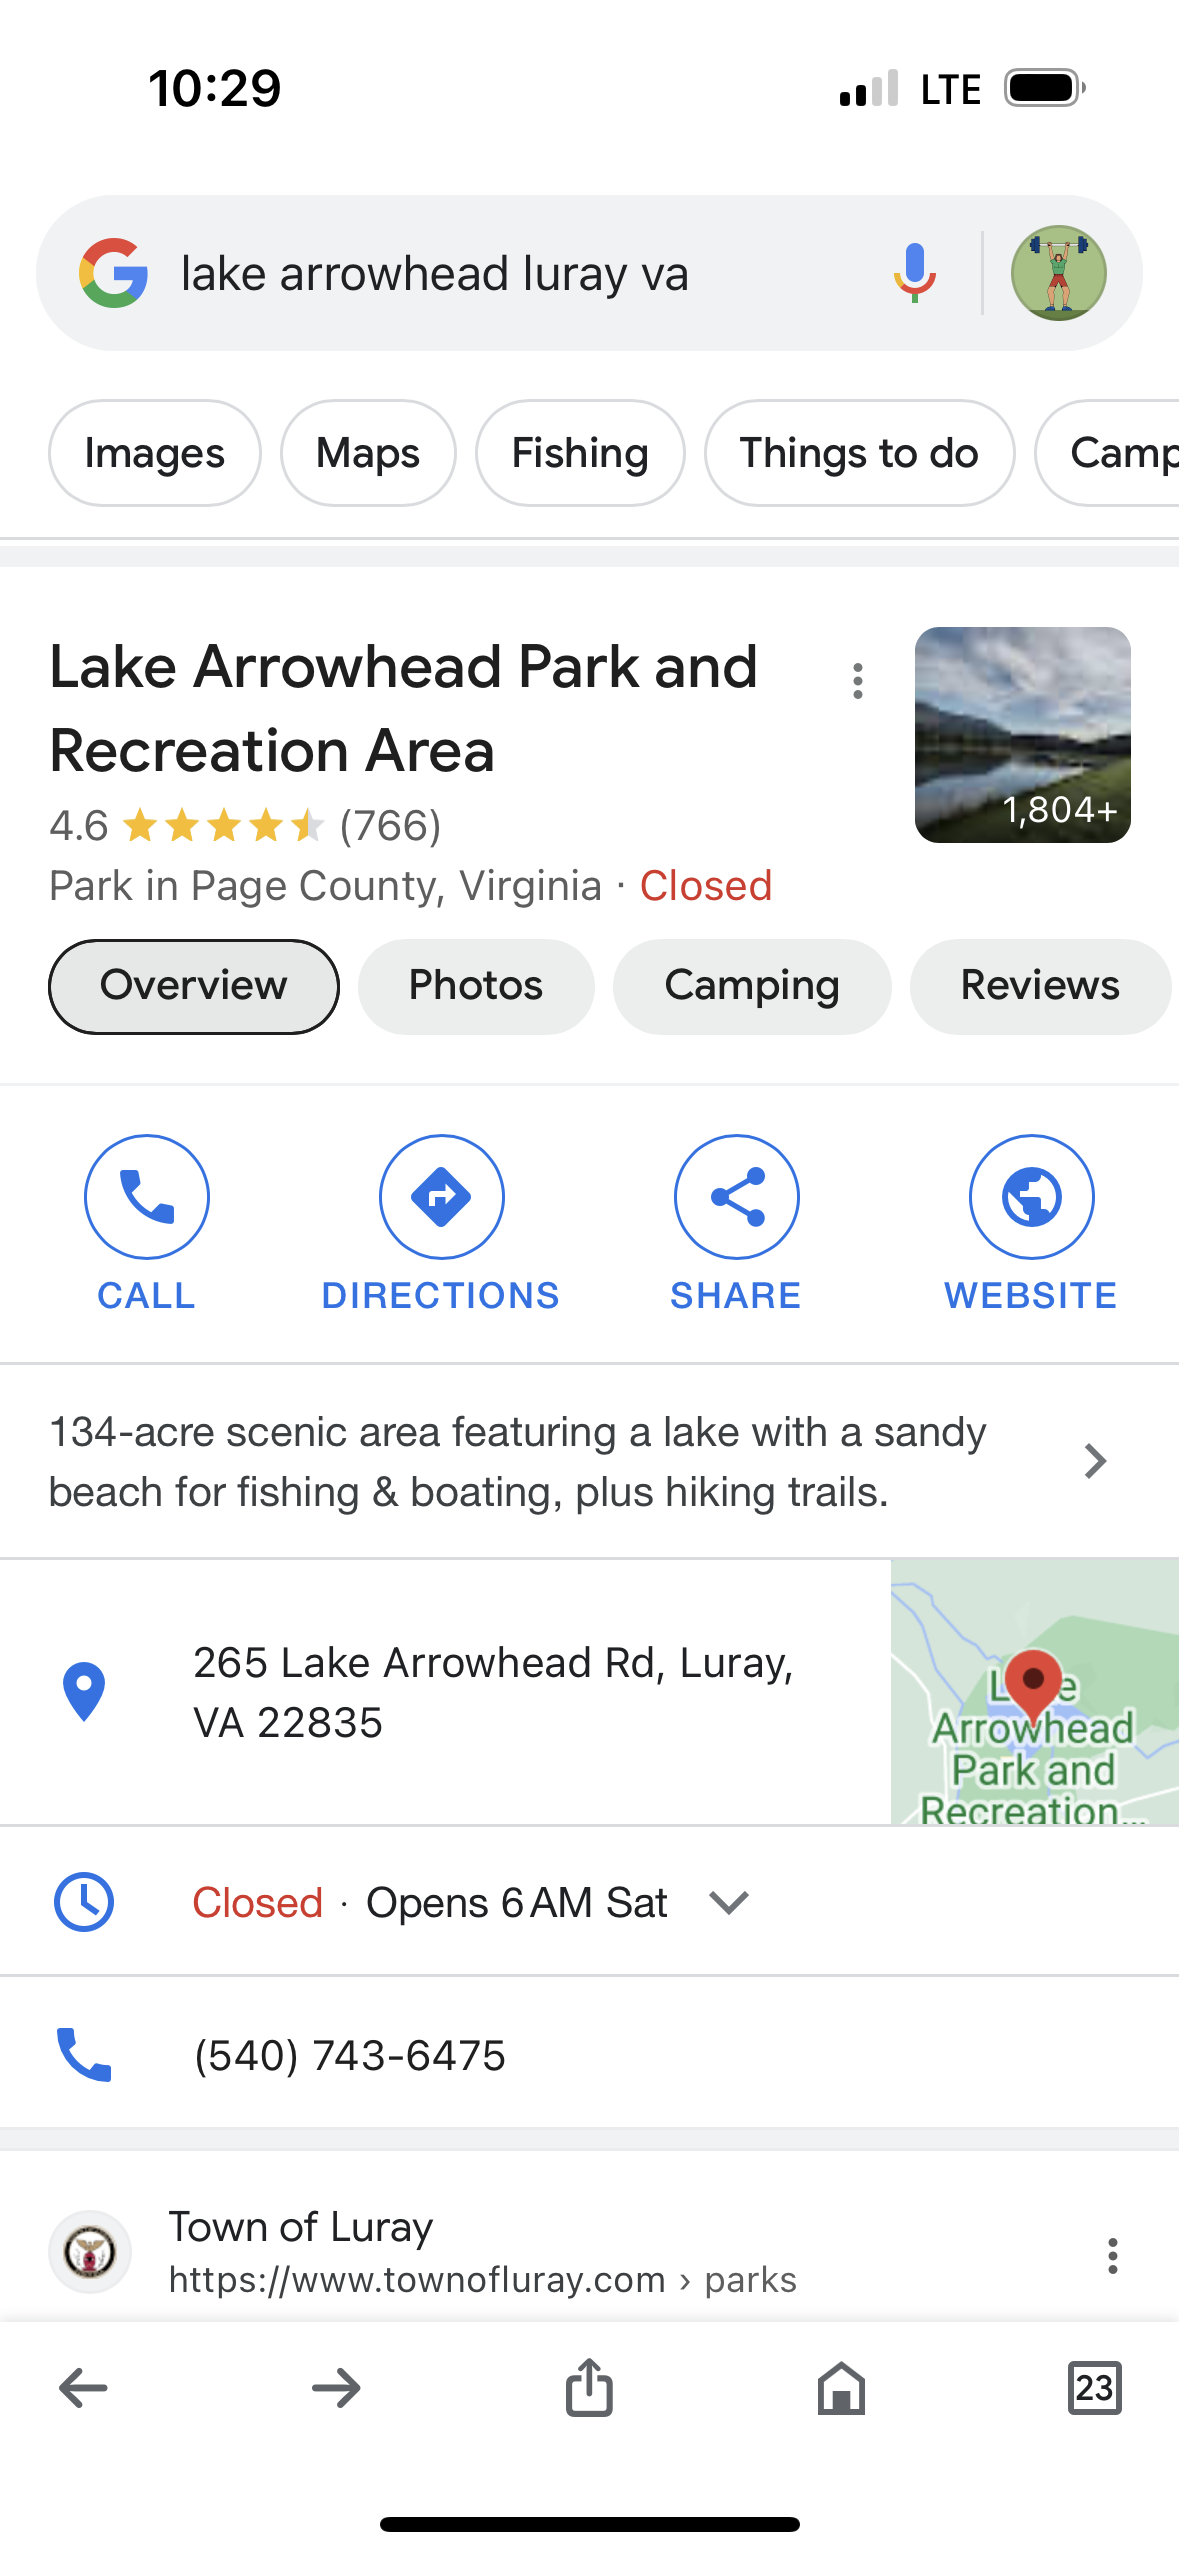 10:29
LTE
lake arrowhead luray va
Images
Maps
Fishing
Things to do
Camp
Lake Arrowhead Park and
Recreation Area
1,804+
4.6 (766)
Park in Page County, Virginia · Closed
Overview
Photos
Camping
Reviews
CALL
DIRECTIONS
SHARE
WEBSITE
134-acre scenic area featuring a lake with a sandy
beach for fishing & boating, plus hiking trails.
265 Lake Arrowhead Rd, Luray,
VA 22835
Arrowhead
Park and
Recreation...
Closed · Opens 6 AM Sat
(540) 743-6475
Town of Luray
https://www.townofluray.com › parks
23